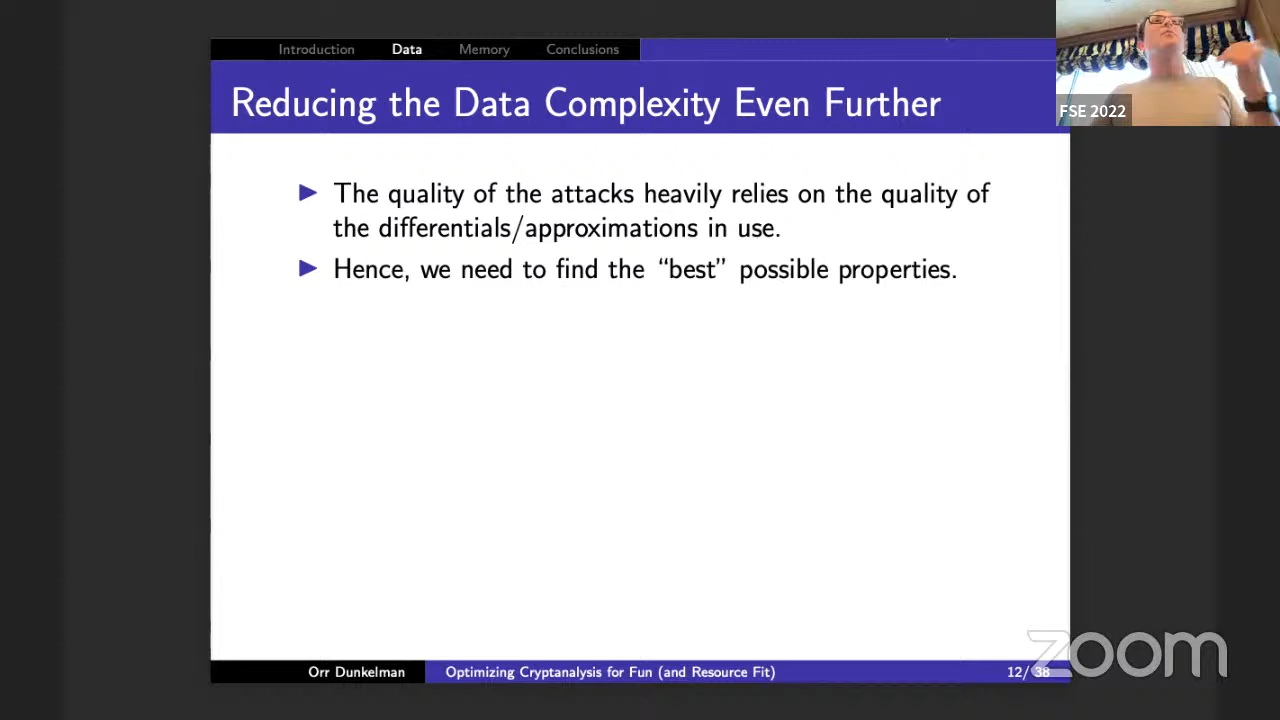 Introduction Data Memory Conclusions
Reducing the Data Complexity Even Further
FSE 2022
▶ The quality of the attacks heavily relies on the quality of
the differentials/approximations in use.
▶ Hence, we need to find the “best” possible properties.
zoom
Orr Dunkelman Optimizing Cryptanalysis for Fun (and Resource Fit) 12/ 38